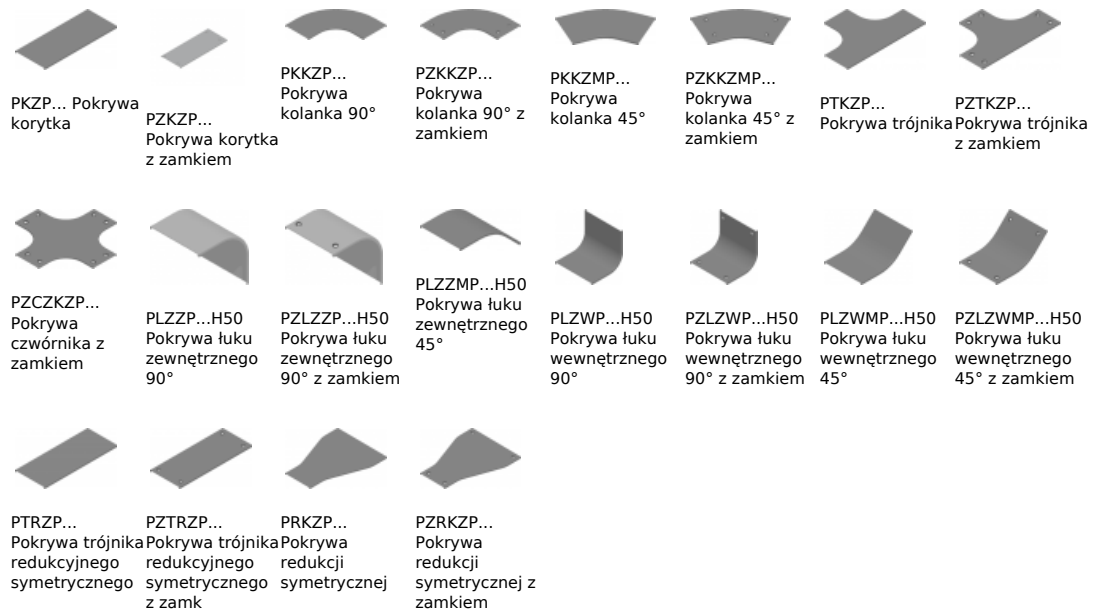 PKZP... Pokrywa
korytka
PZKZP...
Pokrywa korytka
z zamkiem
PKKZP...
Pokrywa
kolanka 90°
PZKKZP...
Pokrywa
kolanka 90° z
zamkiem
PKKZMP...
Pokrywa
kolanka 45°
PZKKZMP...
Pokrywa
kolanka 45° z
zamkiem
PTKZP...
Pokrywa trójnika
PZTKZP...
Pokrywa trójnika
z zamkiem
PZCZKZP...
Pokrywa
czwórnika z
zamkiem
PLZZP...H50
Pokrywa łuku
zewnętrznego
90°
PZLZZP...H50
Pokrywa łuku
zewnętrznego
90° z zamkiem
PLZZMP...H50
Pokrywa łuku
zewnętrznego
45°
PLZWP...H50
Pokrywa łuku
wewnętrznego
90°
PZLZWP...H50
Pokrywa łuku
wewnętrznego
90° z zamkiem
PLZWMP...H50
Pokrywa łuku
wewnętrznego
45°
PZLZWMP...H50
Pokrywa łuku
wewnętrznego
45° z zamkiem
PTRZP...
Pokrywa trójnika
redukcyjnego
symetrycznego
PZTRZP...
Pokrywa trójnika
redukcyjnego
symetrycznego
z zamk
PRKZP...
Pokrywa
redukcji
symetrycznej
PZRKZP...
Pokrywa
redukcji
symetrycznej z
zamkiem